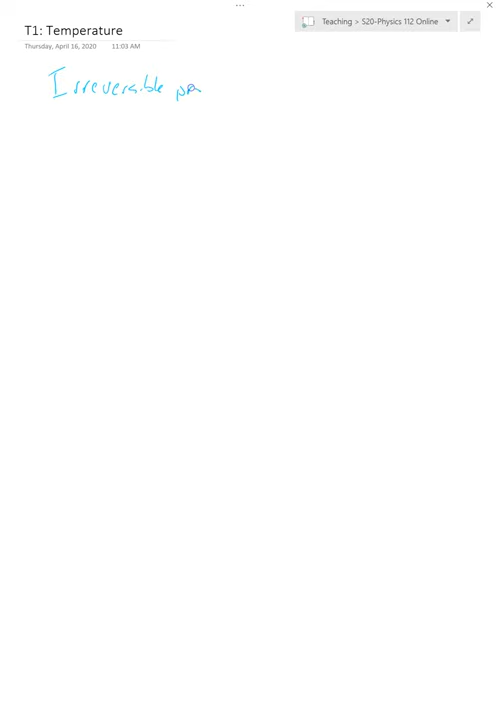 Teaching > S20-Physics 112 Online
T1: Temperature
Thursday, April 16, 2020 11:03 AM
Irreversible